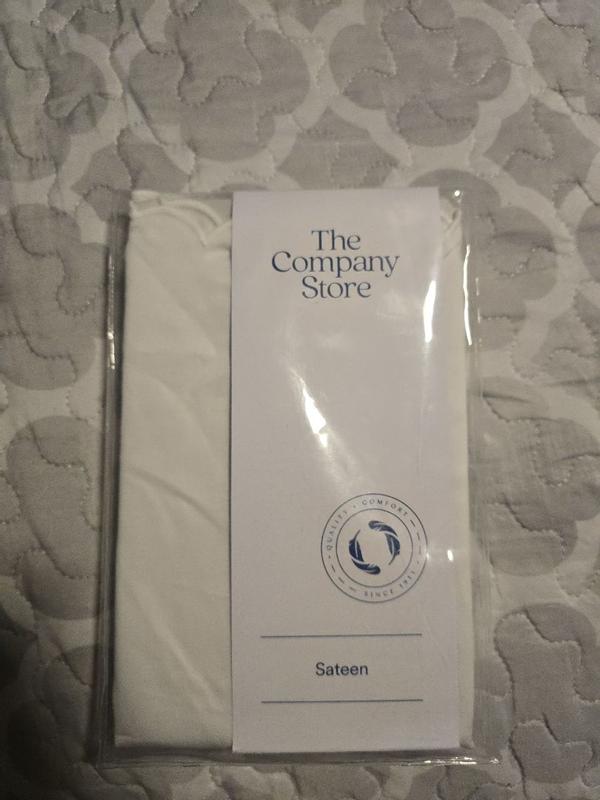 The
Company
Store
QUALITY • COMFORT
SINCE 1911
Sateen